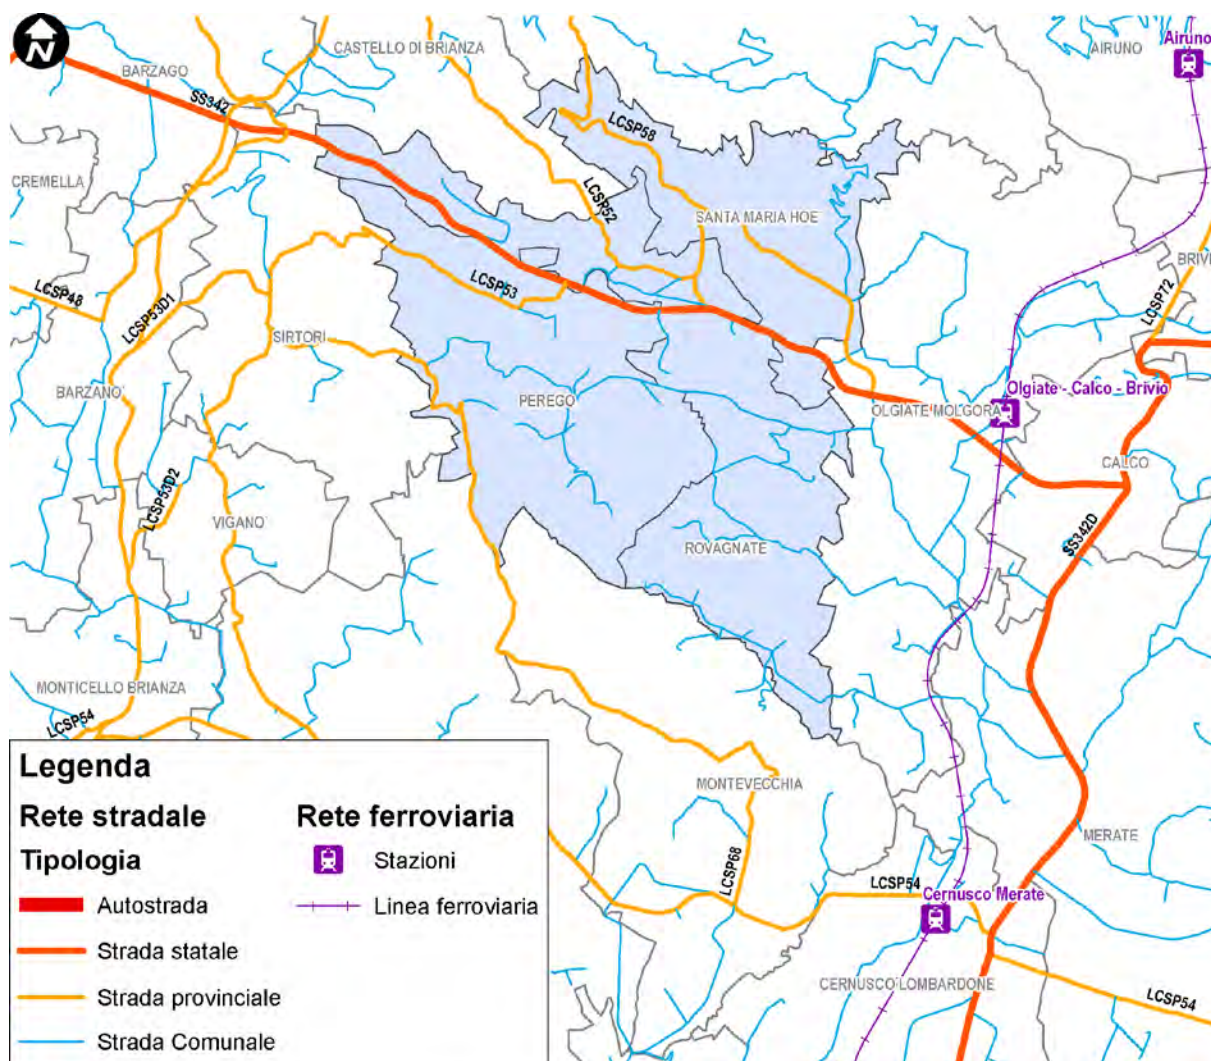 N
CASTELLO DI BRIANZA
AIRUNO
Airuno
BARZAGO
SS342
LCSP58
CREMELLA
LCSP52
SANTA MARIA HOE
BRIVI
LCSP48
LCSP53D1
LCSP53
LCSP72
SIRTORI
BARZANO
PEREGO
Olgiate - Calco - Brivio
OLGIATE MOLGORA
CALCO
LCSP53D2
VIGANO
ROVAGNATE
SS342D
MONTICELLO BRIANZA
LCSP54
MONTEVECCHIA
MERATE
LCSP68
LCSP54
Cernusco Merate
CERNUSCO LOMBARDONE
LCSP54
Legenda
Rete stradale
Tipologia
Autostrada
Strada statale
Strada provinciale
Strada Comunale
Rete ferroviaria
Stazioni
Linea ferroviaria